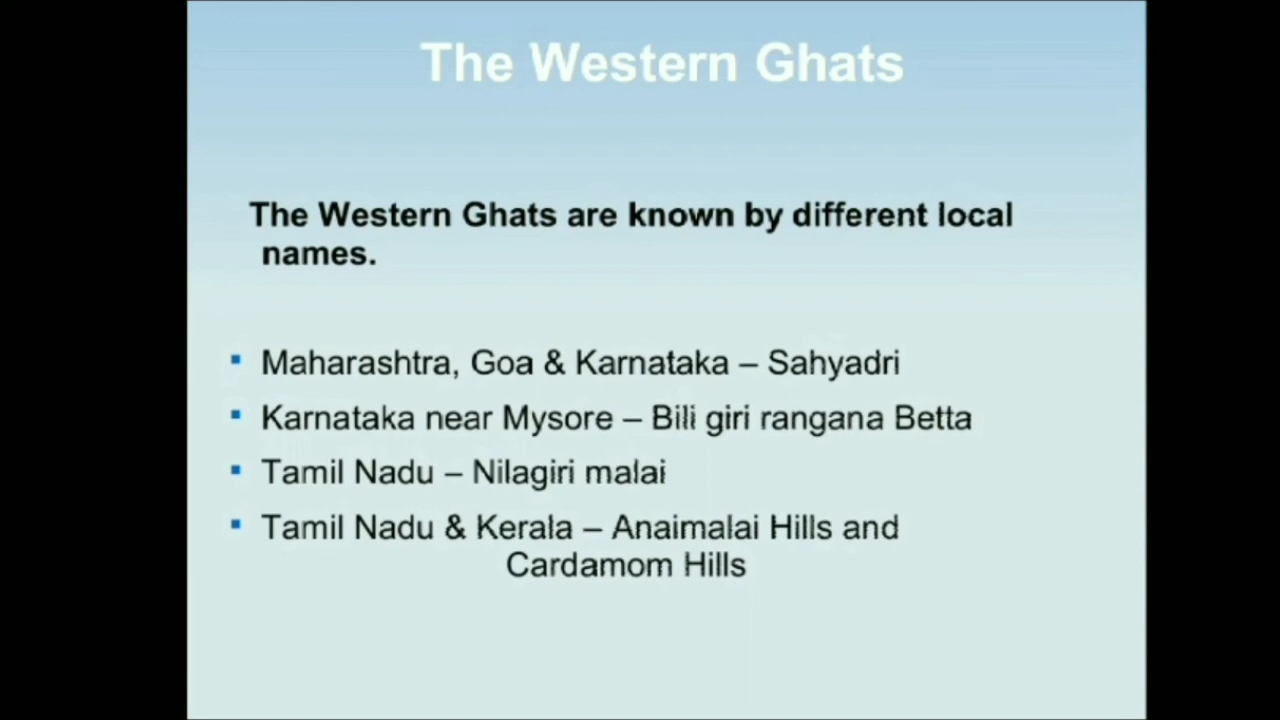 The Western Ghats
The Western Ghats are known by different local
names.
▪ Maharashtra, Goa & Karnataka – Sahyadri
▪ Karnataka near Mysore – Bili giri rangana Betta
▪ Tamil Nadu – Nilagiri malai
▪ Tamil Nadu & Kerala – Anaimalai Hills and
Cardamom Hills